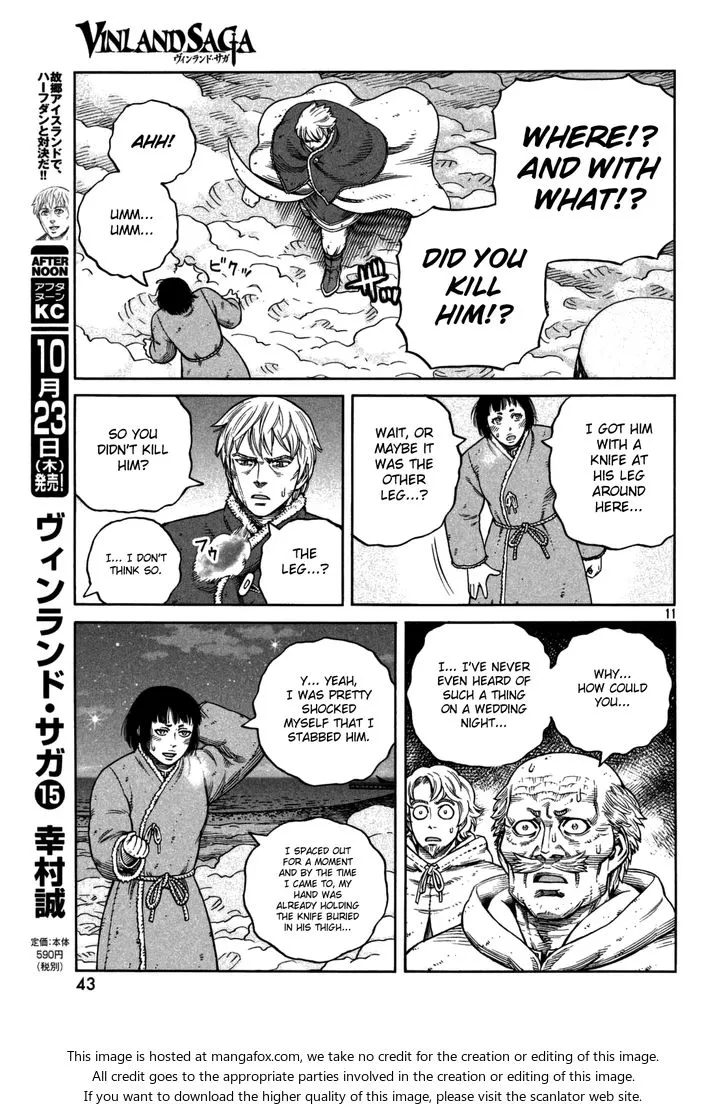 VINLAND SAGA
ヴィンランド・サガ
故郷アイスランドで、
ハーフダンと対決だ!!
AFTER
NOON
アフタ
ヌーン
KC
10月23日(木)発売!
ヴィンランド・サガ⑮ 幸村誠
定価:本体
590円
(税別)
WHERE!?
AND WITH
WHAT!?
DID YOU
KILL
HIM!?
ザッ
AHH!
UMM...
UMM...
ビクッ
I GOT
HIM
WITH A
KNIFE AT
HIS LEG
AROUND
HERE...
WAIT, OR
MAYBE IT
WAS THE
OTHER
LEG...?
THE
LEG...?
フゥ
SO YOU
DIDN'T KILL
HIM?
I... I DON'T
THINK SO.
11
WHY...
HOW COULD
YOU...
I... I'VE NEVER
EVEN HEARD OF
SUCH A THING
ON A WEDDING
NIGHT...
Y... YEAH,
I WAS PRETTY
SHOCKED
MYSELF THAT I
STABBED HIM.
I SPACED OUT
FOR A MOMENT
AND BY THE TIME
I CAME TO, MY
HAND WAS
ALREADY HOLDING
THE KNIFE BURIED
IN HIS THIGH...
43
This image is hosted at mangafox.com, we take no credit for the creation or editing of this image.
All credit goes to the appropriate parties involved in the creation or editing of this image.
If you want to download the higher quality of this image, please visit the scanlator web site.